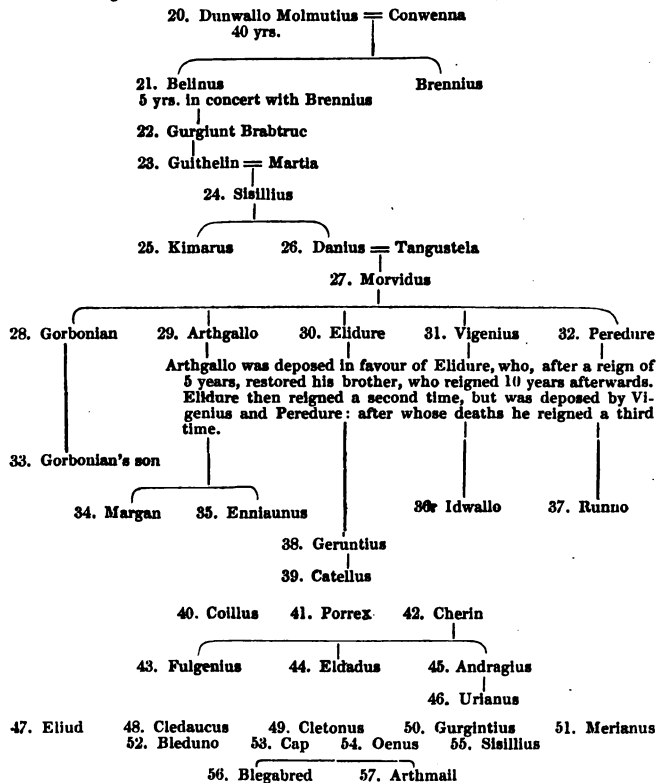 20. Dunwallo Molmutius = Conwenna
40 yrs.
21. Belinus Brennius
5 yrs. in concert with Brennius
22. Gurgiunt Brabtruc
23. Guithelin = Martia
24. Sisillius
25. Kimarus 26. Danius = Tangustela
27. Morvidus
28. Gorbonian 29. Arthgallo 30. Elidure 31. Vigenius 32. Peredure
Arthgallo was deposed in favour of Elidure, who, after a reign of
5 years, restored his brother, who reigned 10 years afterwards.
Elidure then reigned a second time, but was deposed by Vi-
genius and Peredure: after whose deaths he reigned a third
time.
33. Gorbonian's son
34. Margan 35. Enniaunus 36. Idwallo 37. Runno
38. Geruntius
39. Catellus
40. Coillus 41. Porrex 42. Cherin
43. Fulgenius 44. Eldadus 45. Andragius
46. Urianus
47. Eliud 48. Cledaucus 49. Cletonus 50. Gurgintius 51. Merianus
52. Bleduno 53. Cap 54. Oenus 55. Sisillius
56. Blegabred 57. Arthmail